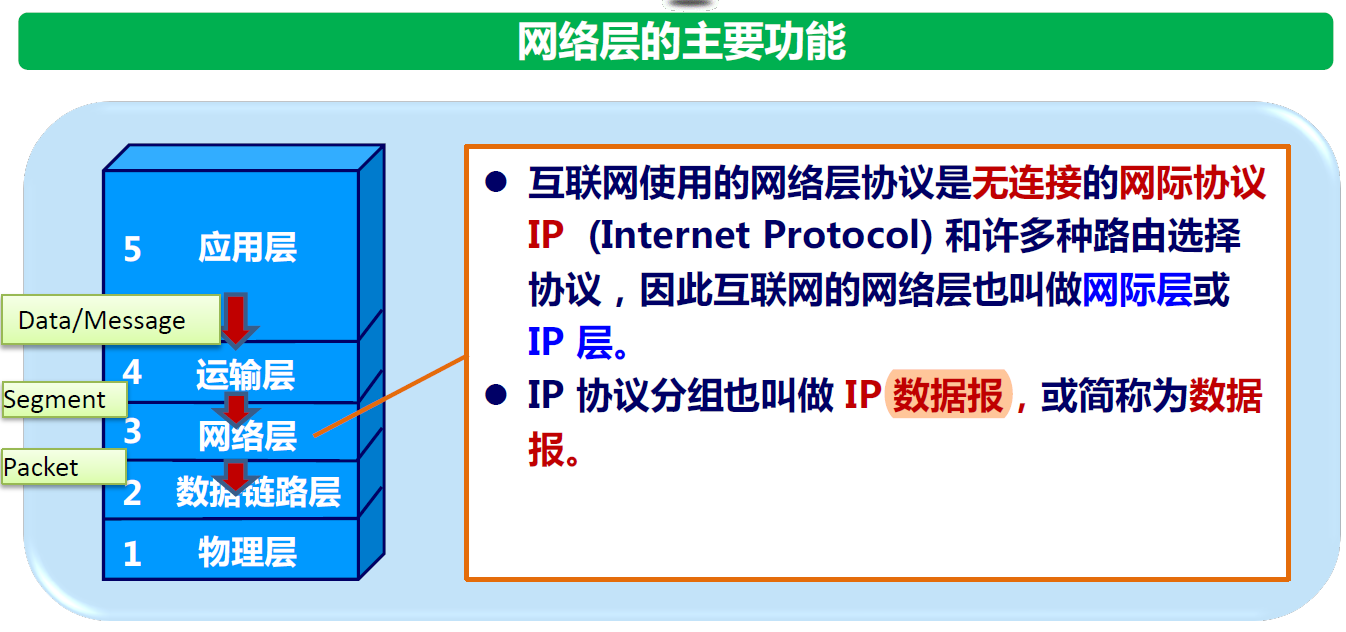 网络层的主要功能
5 应用层
Data/Message
4 运输层
Segment
3 网络层
Packet
2 数据链路层
1 物理层
● 互联网使用的网络层协议是无连接的网际协议
IP (Internet Protocol) 和许多种路由选择
协议，因此互联网的网络层也叫做网际层或
IP 层。
● IP 协议分组也叫做 IP 数据报，或简称为数据
报。